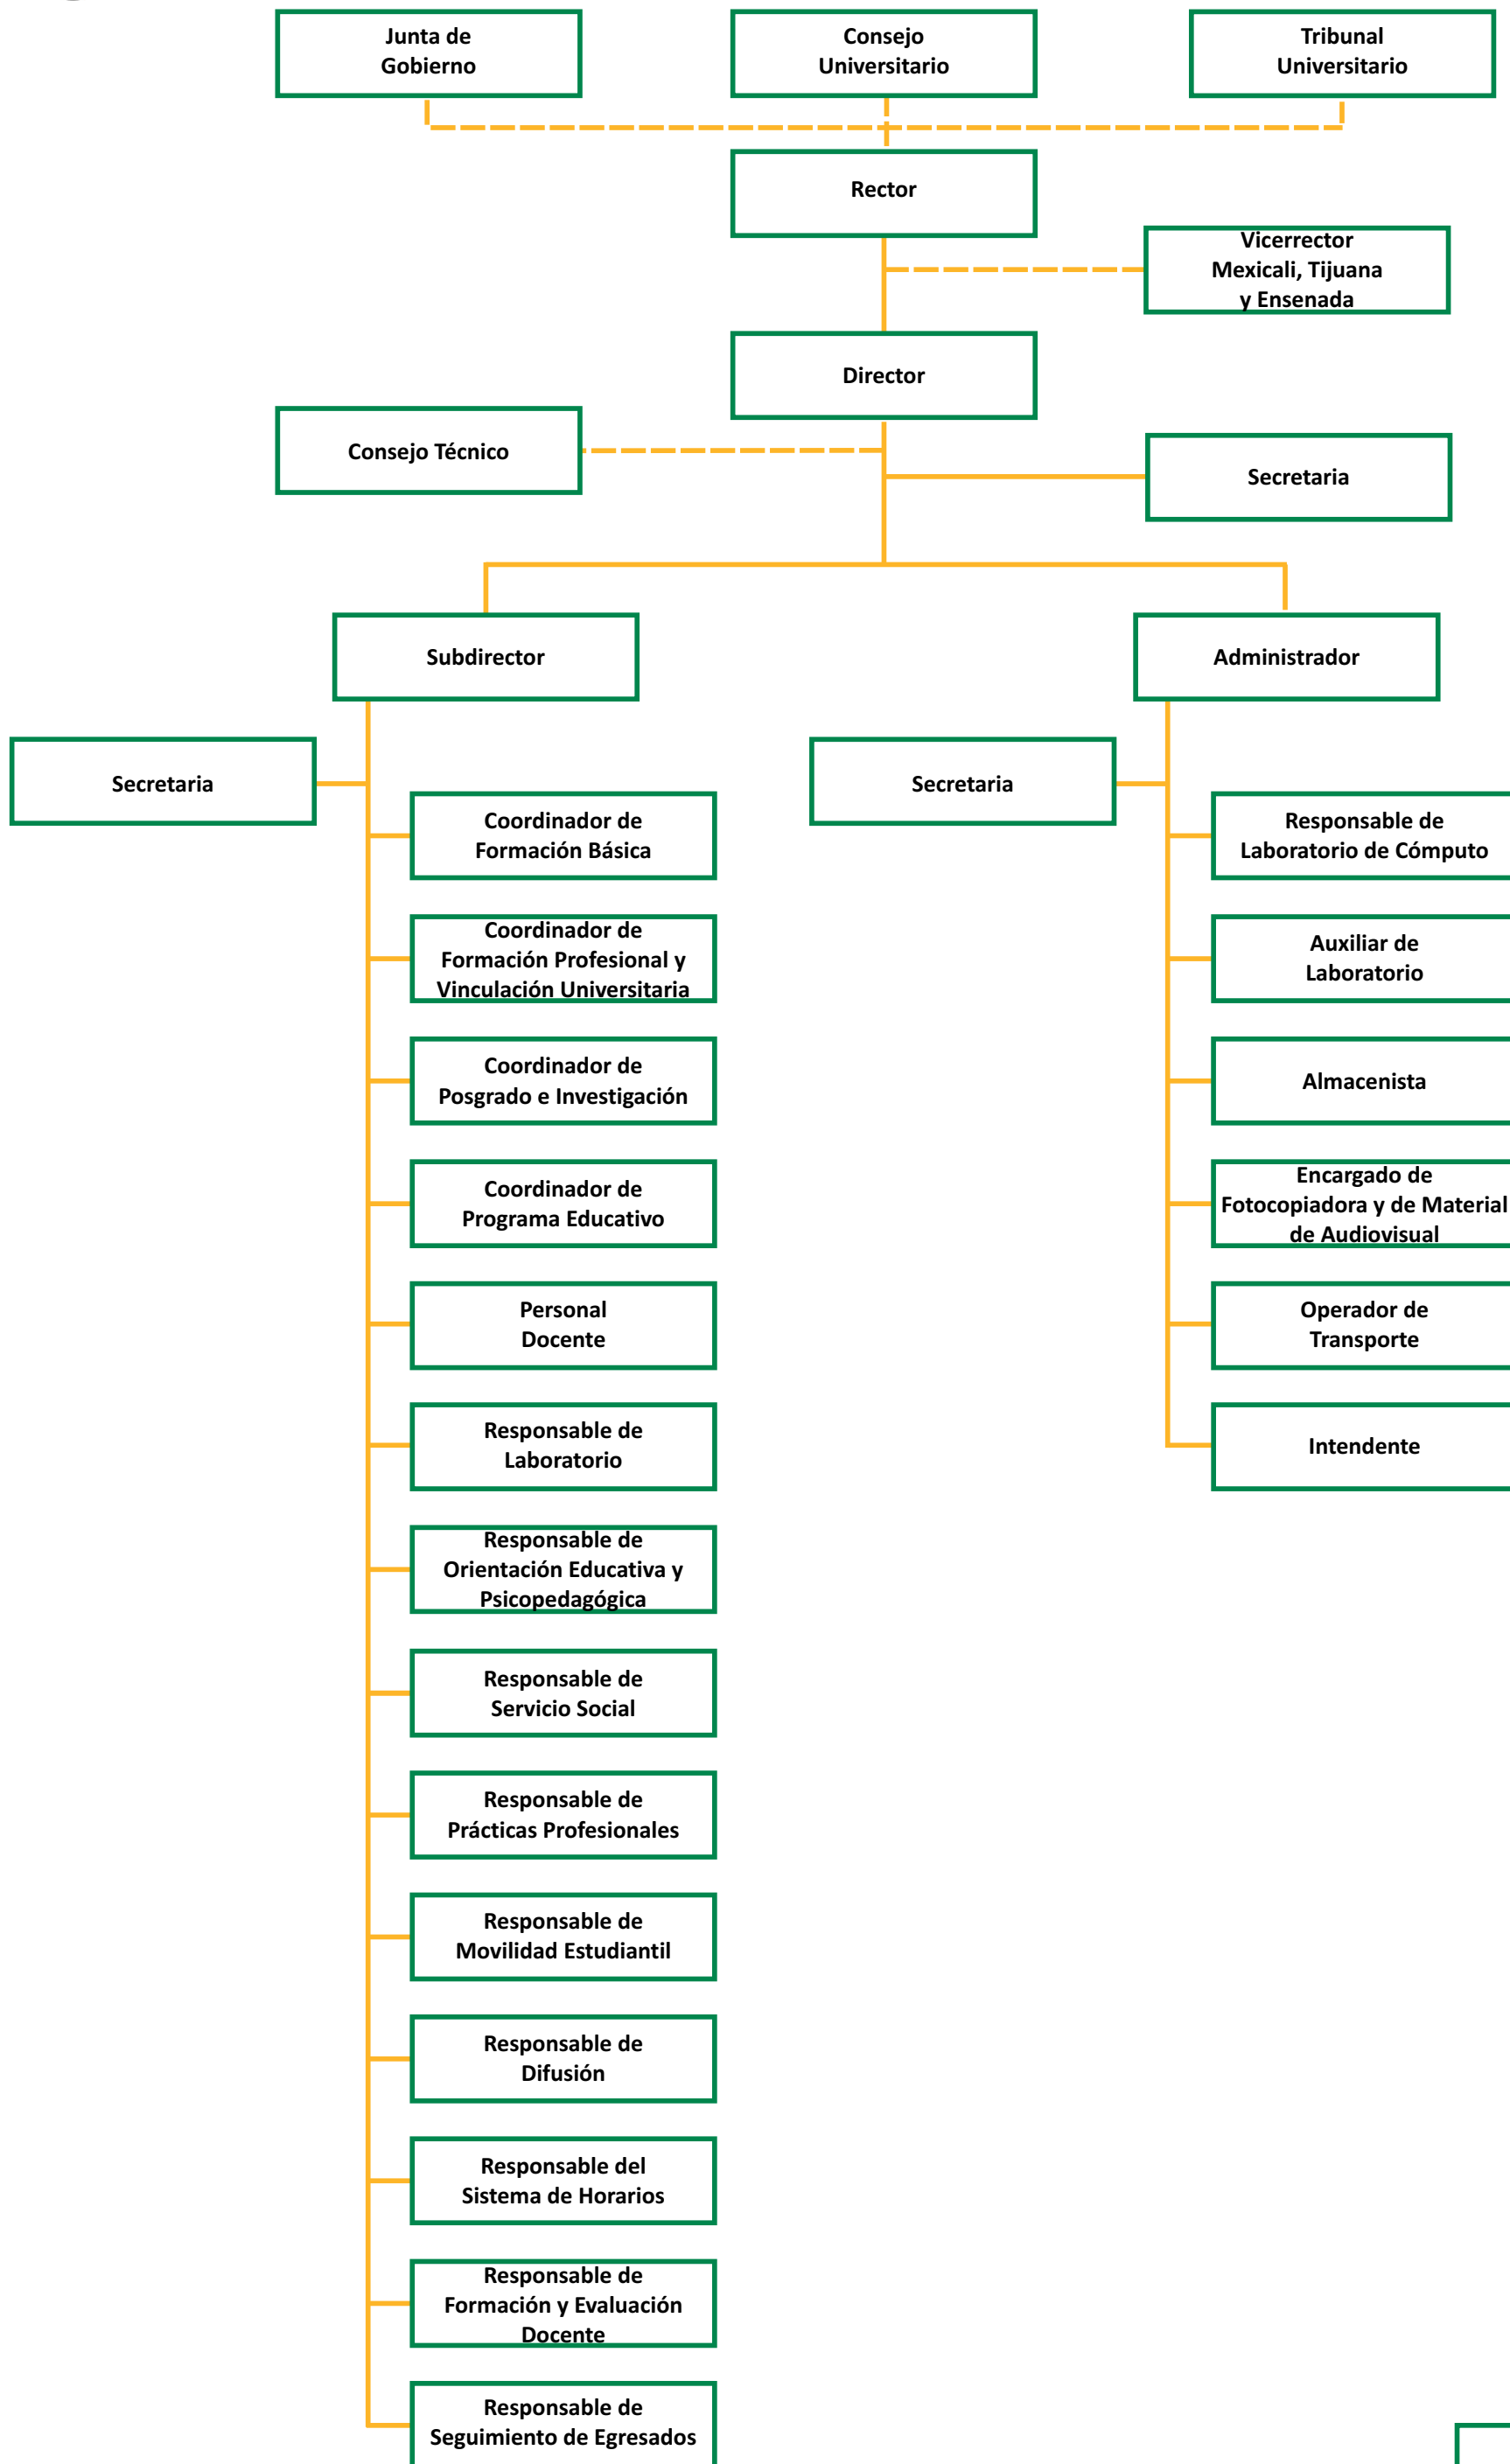 Junta de
Gobierno
Consejo
Universitario
Tribunal
Universitario
Rector
Vicerrector
Mexicali, Tijuana
y Ensenada
Director
Consejo Técnico
Secretaria
Subdirector
Administrador
Secretaria
Coordinador de
Formación Básica
Coordinador de
Formación Profesional y
Vinculación Universitaria
Coordinador de
Posgrado e Investigación
Coordinador de
Programa Educativo
Personal
Docente
Responsable de
Laboratorio
Responsable de
Orientación Educativa y
Psicopedagógica
Responsable de
Servicio Social
Responsable de
Prácticas Profesionales
Responsable de
Movilidad Estudiantil
Responsable de
Difusión
Responsable del
Sistema de Horarios
Responsable de
Formación y Evaluación
Docente
Responsable de
Seguimiento de Egresados
Secretaria
Responsable de
Laboratorio de Cómputo
Auxiliar de
Laboratorio
Almacenista
Encargado de
Fotocopiadora y de Material
de Audiovisual
Operador de
Transporte
Intendente